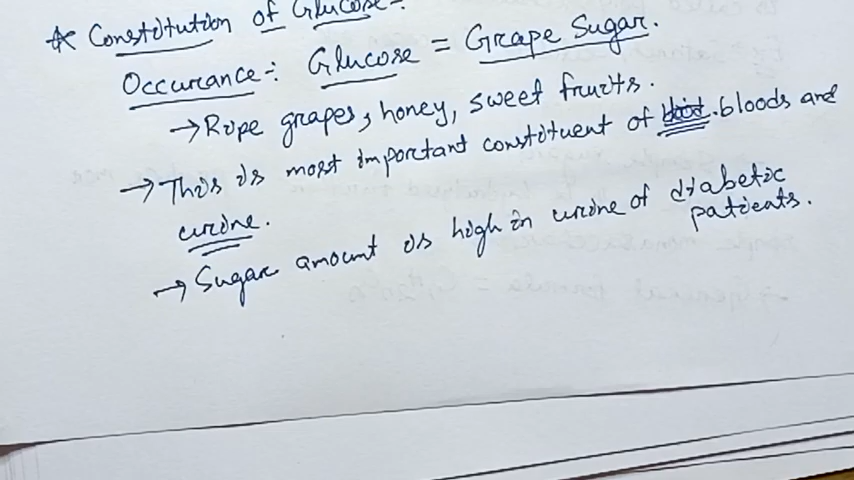 * Constitution of Glucose :-
Occurance :- Glucose = Grape Sugar.
→ Ripe grapes, honey, sweet fruits.
→ This is most important constituent of bloods and
urine.
→ Sugar amount is high in urine of diabetic
patients.